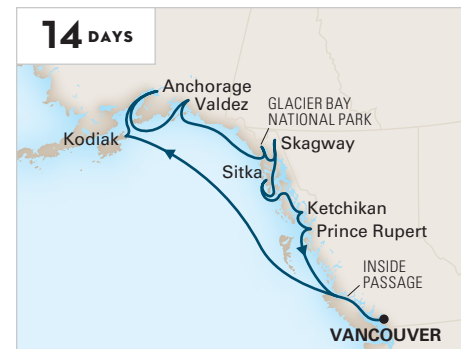 14 DAYS
Anchorage
Valdez
GLACIER BAY
NATIONAL PARK
Kodiak
Skagway
Sitka
Ketchikan
Prince Rupert
INSIDE
PASSAGE
VANCOUVER